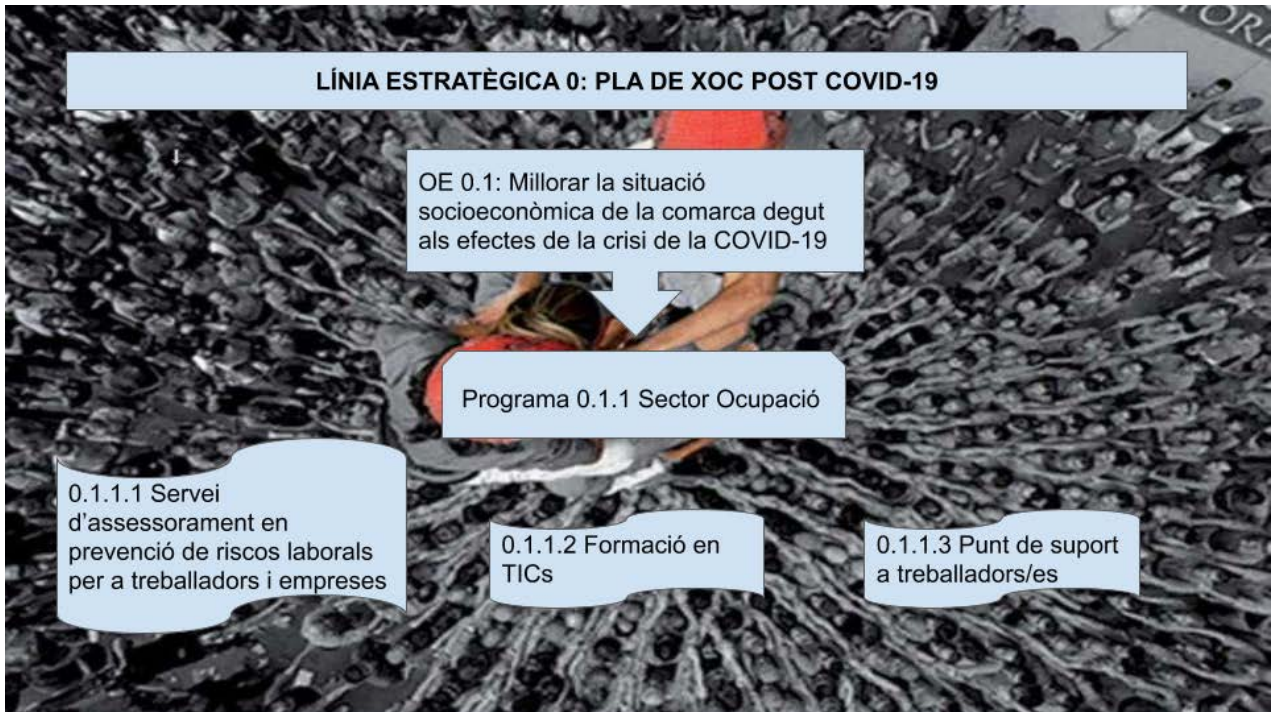 LÍNIA ESTRATÈGICA 0: PLA DE XOC POST COVID-19
OE 0.1: Millorar la situació
socioeconòmica de la comarca degut
als efectes de la crisi de la COVID-19
Programa 0.1.1 Sector Ocupació
0.1.1.1 Servei
d’assessorament en
prevenció de riscos laborals
per a treballadors i empreses
0.1.1.2 Formació en
TICs
0.1.1.3 Punt de suport
a treballadors/es